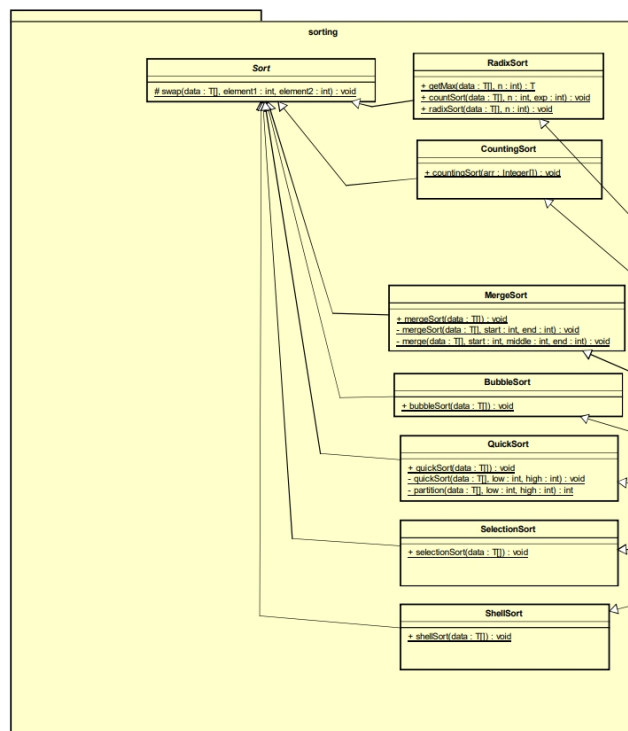 sorting
Sort
# swap(data : T[], element1 : int, element2 : int) : void
RadixSort
+ getMax(data : T[], n : int) : T
+ countSort(data : T[], n : int, exp : int) : void
+ radixSort(data : T[], n : int) : void
CountingSort
+ countingSort(arr : Integer[]) : void
MergeSort
+ mergeSort(data : T[]) : void
- mergeSort(data : T[], start : int, end : int) : void
- merge(data : T[], start : int, middle : int, end : int) : void
BubbleSort
+ bubbleSort(data : T[]) : void
QuickSort
+ quickSort(data : T[]) : void
- quickSort(data : T[], low : int, high : int) : void
- partition(data : T[], low : int, high : int) : int
SelectionSort
+ selectionSort(data : T[]) : void
ShellSort
+ shellSort(data : T[]) : void